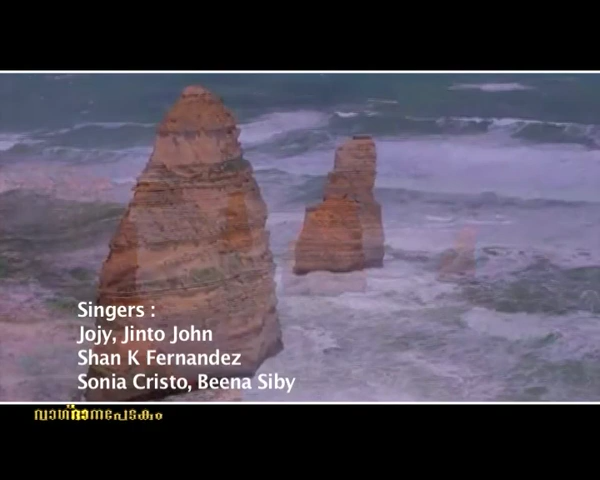 Singers :
Jojy, Jinto John
Shan K Fernandez
Sonia Cristo, Beena Siby
വാഗ്ദാനപേടകം